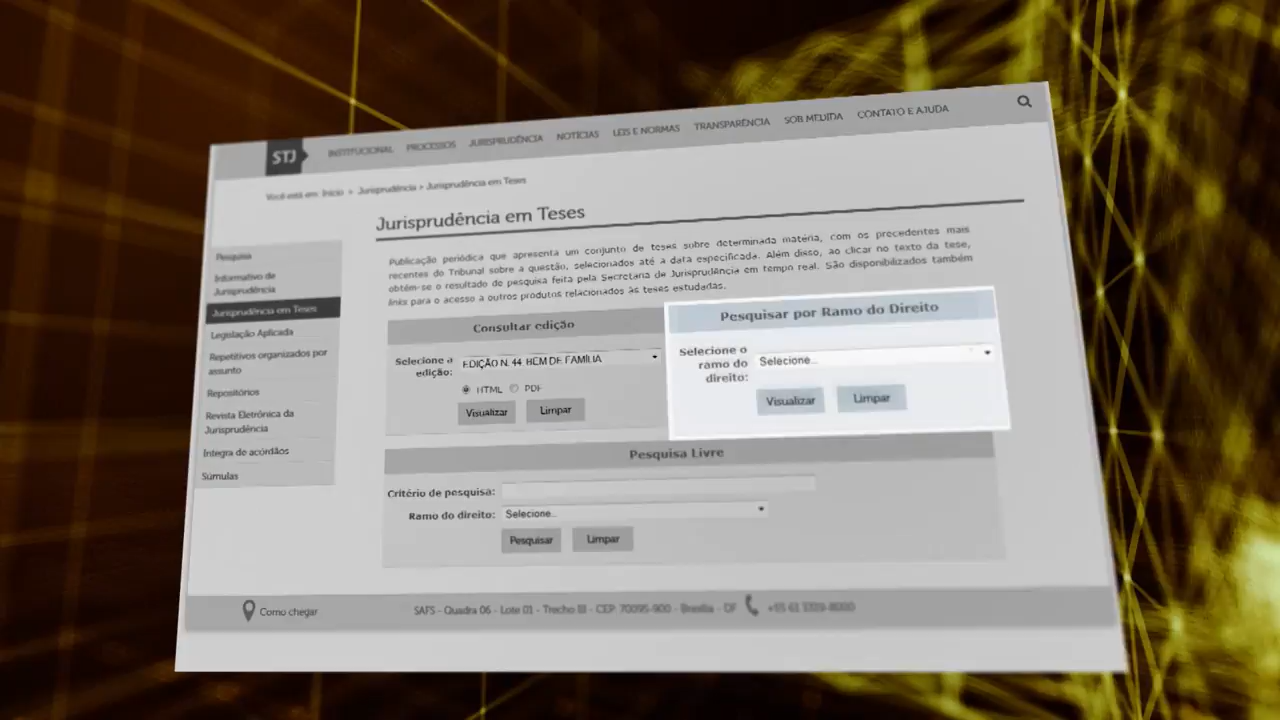 STJ INSTITUCIONAL PROCESSOS JURISPRUDÊNCIA NOTÍCIAS LEIS E NORMAS TRANSPARÊNCIA SOB MEDIDA CONTATO E AJUDA
Você está em: Início > Jurisprudência > Jurisprudência em Teses
Jurisprudência em Teses
Publicação periódica que apresenta um conjunto de teses sobre determinada matéria, com os precedentes mais
recentes do Tribunal sobre a questão, selecionados até a data especificada. Além disso, ao clicar no texto da tese,
obtém-se o resultado de pesquisa feita pela Secretaria de Jurisprudência em tempo real. São disponibilizados também
links para o acesso a outros produtos relacionados às teses estudadas.
Pesquisa
Informativo de
Jurisprudência
Jurisprudência em Teses
Legislação Aplicada
Repetitivos organizados por
assunto
Repositórios
Revista Eletrônica da
Jurisprudência
Íntegra de acórdãos
Súmulas
Consultar edição
Selecione a
edição:
EDIÇÃO N. 44: BEM DE FAMÍLIA
HTML PDF
Visualizar Limpar
Pesquisar por Ramo do Direito
Selecione o
ramo do
direito:
Selecione...
Visualizar Limpar
Pesquisa Livre
Critério de pesquisa:
Ramo do direito: Selecione...
Pesquisar Limpar
Como chegar SAFS - Quadra 06 - Lote 01 - Trecho III - CEP: 70095-900 - Brasília - DF +55 61 3319-8000